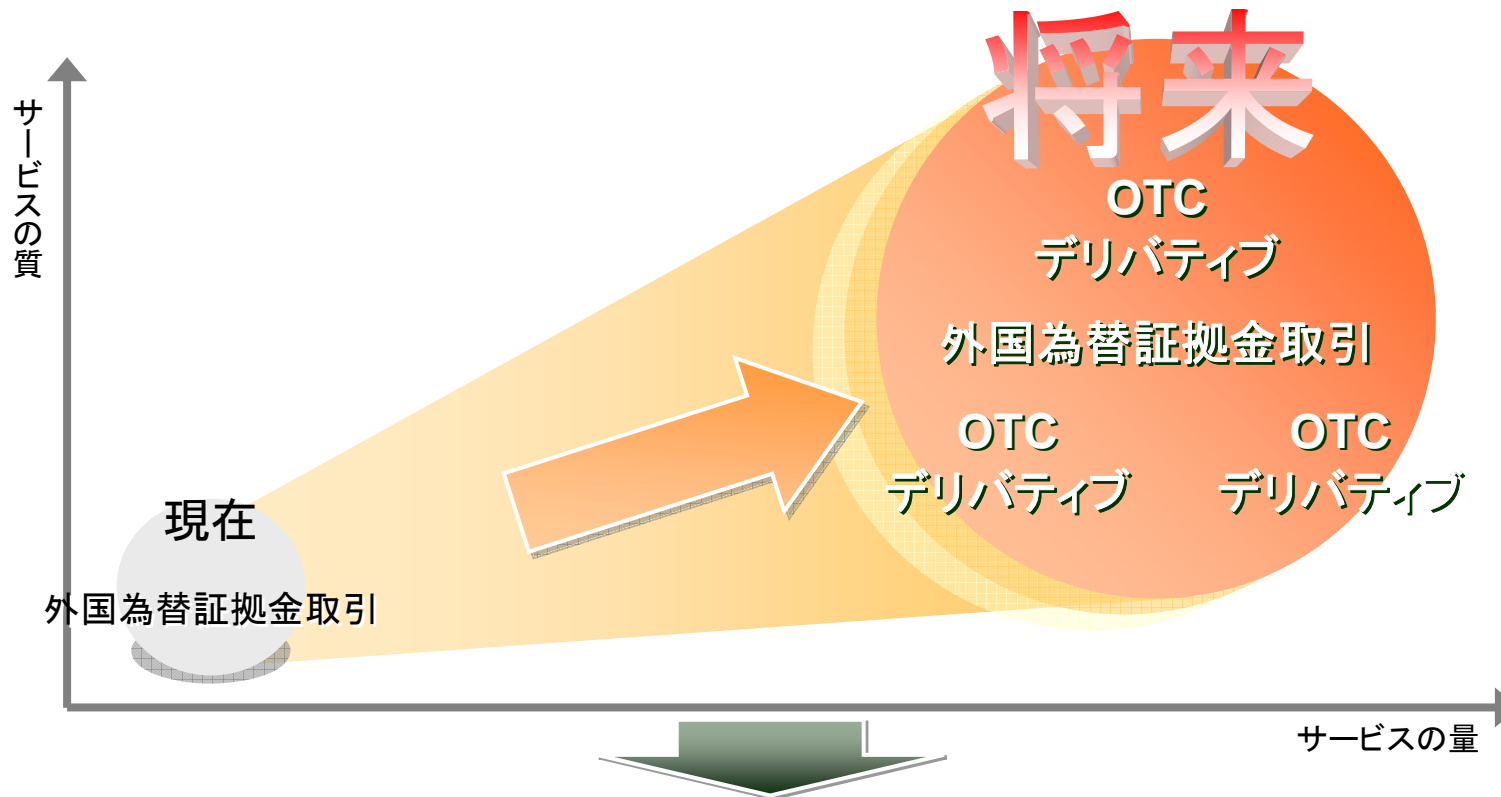 将来
サービスの質
OTC
デリバティブ
外国為替証拠金取引
OTC
デリバティブ
OTC
デリバティブ
現在
外国為替証拠金取引
サービスの量